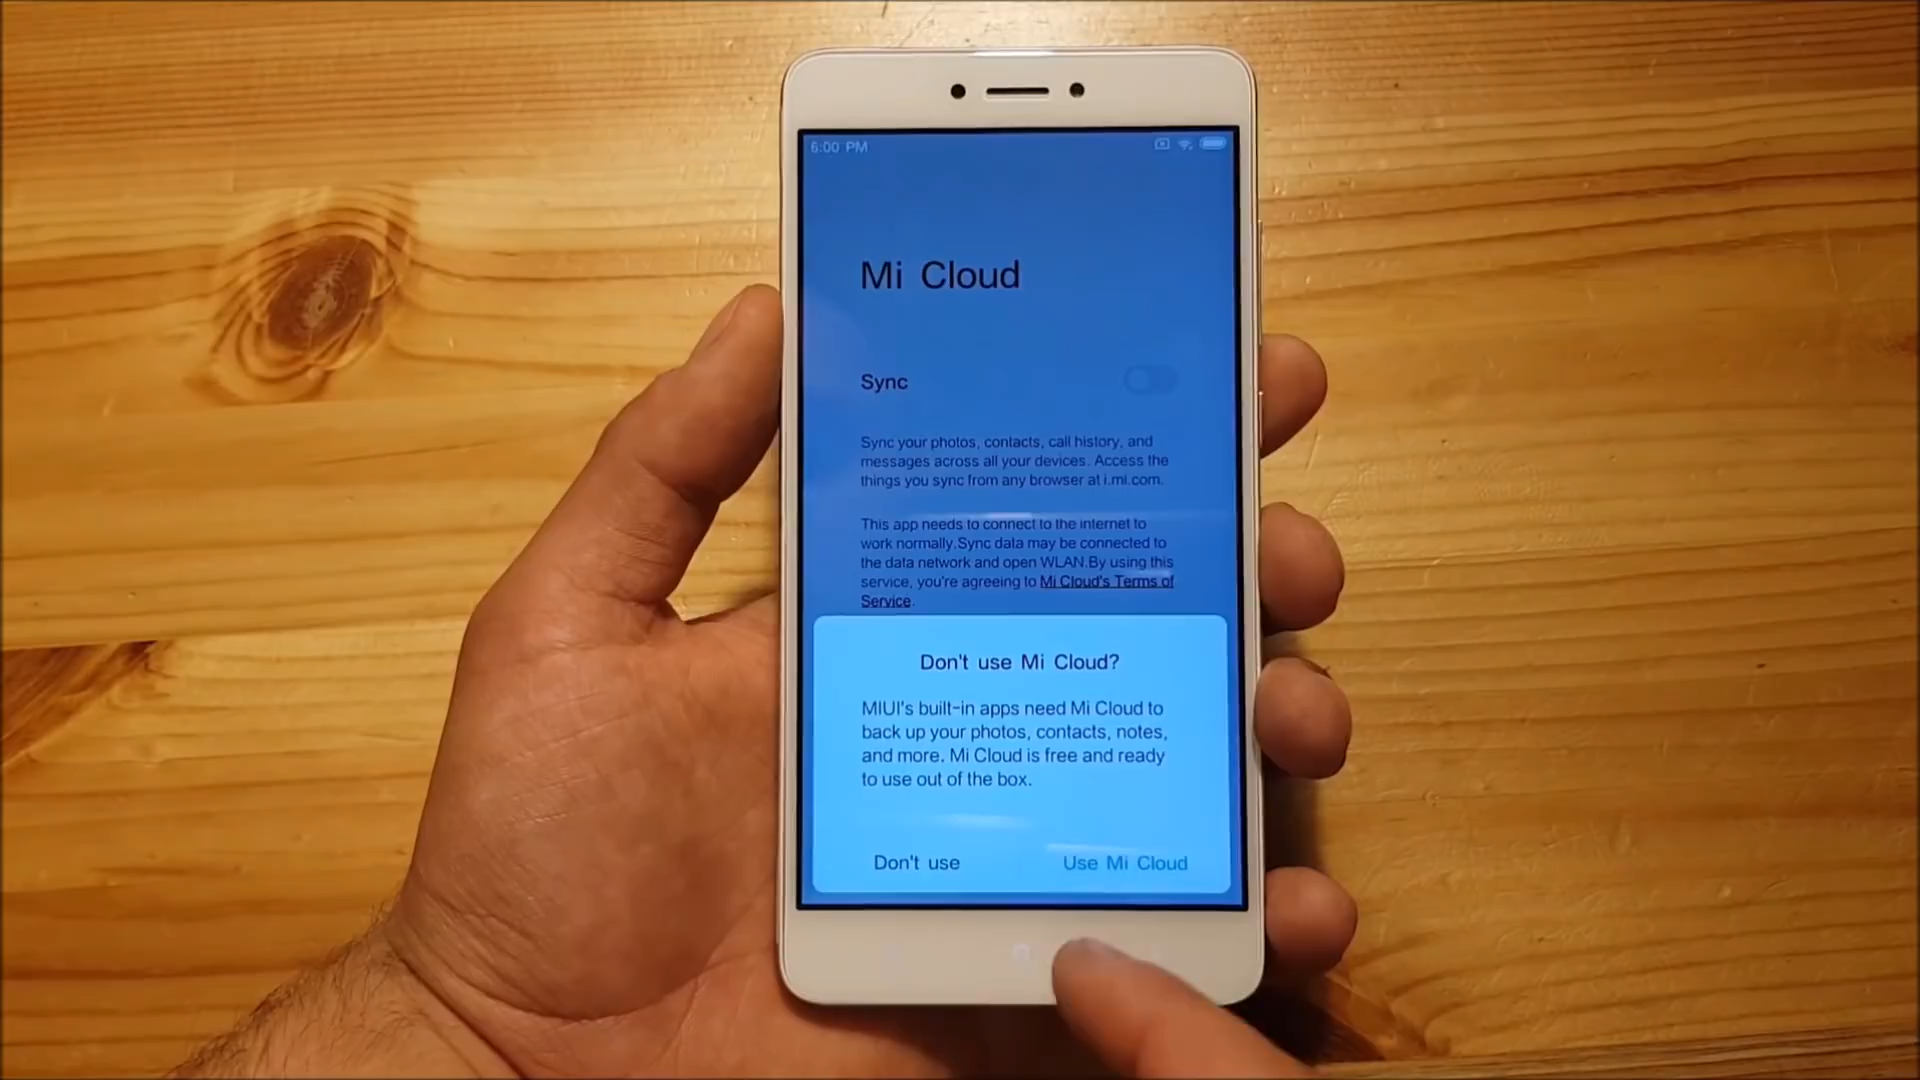 6:00 PM
Mi Cloud
Sync
Sync your photos, contacts, call history, and
messages across all your devices. Access the
things you sync from any browser at i.mi.com.
This app needs to connect to the internet to
work normally.Sync data may be connected to
the data network and open WLAN.By using this
service, you're agreeing to Mi Cloud's Terms of
Service.
Don't use Mi Cloud?
MIUI's built-in apps need Mi Cloud to
back up your photos, contacts, notes,
and more. Mi Cloud is free and ready
to use out of the box.
Don't use
Use Mi Cloud